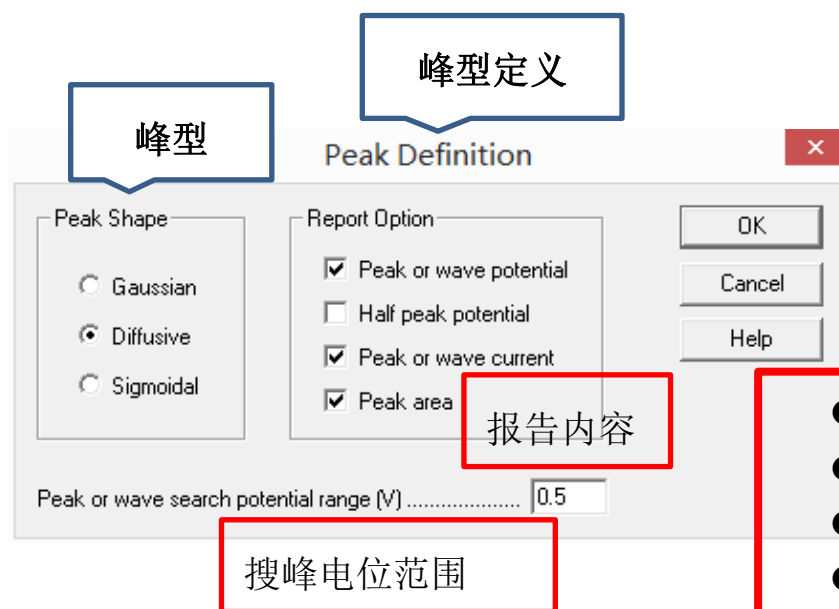 峰型定义
峰型
Peak Definition
Peak Shape
Gaussian
Diffusive
Sigmoidal
Report Option
Peak or wave potential
Half peak potential
Peak or wave current
Peak area
OK
Cancel
Help
报告内容
Peak or wave search potential range (V) .................... 0.5
搜峰电位范围